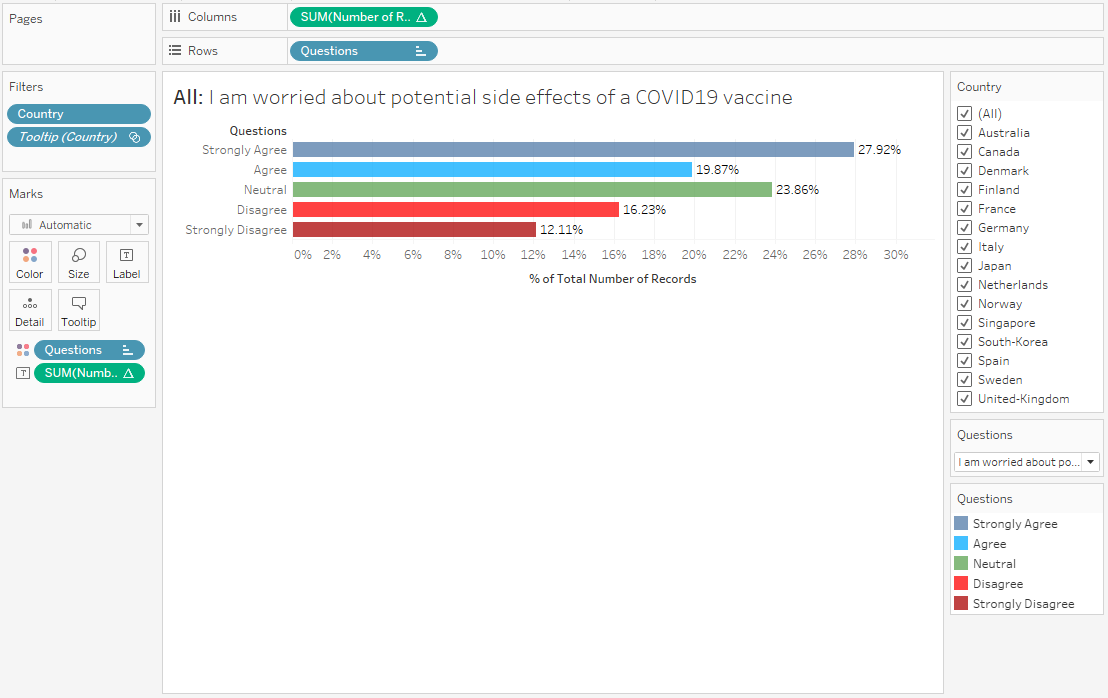 Pages
Columns
SUM(Number of R..
Rows
Questions
Filters
Country
Tooltip (Country)
Marks
Automatic
Color
Size
Label
Detail
Tooltip
Questions
SUM(Numb..
All: I am worried about potential side effects of a COVID19 vaccine
Questions
Strongly Agree 27.92%
Agree 19.87%
Neutral 23.86%
Disagree 16.23%
Strongly Disagree 12.11%
0% 2% 4% 6% 8% 10% 12% 14% 16% 18% 20% 22% 24% 26% 28% 30%
% of Total Number of Records
Country
(All)
Australia
Canada
Denmark
Finland
France
Germany
Italy
Japan
Netherlands
Norway
Singapore
South-Korea
Spain
Sweden
United-Kingdom
Questions
I am worried about po...
Questions
Strongly Agree
Agree
Neutral
Disagree
Strongly Disagree